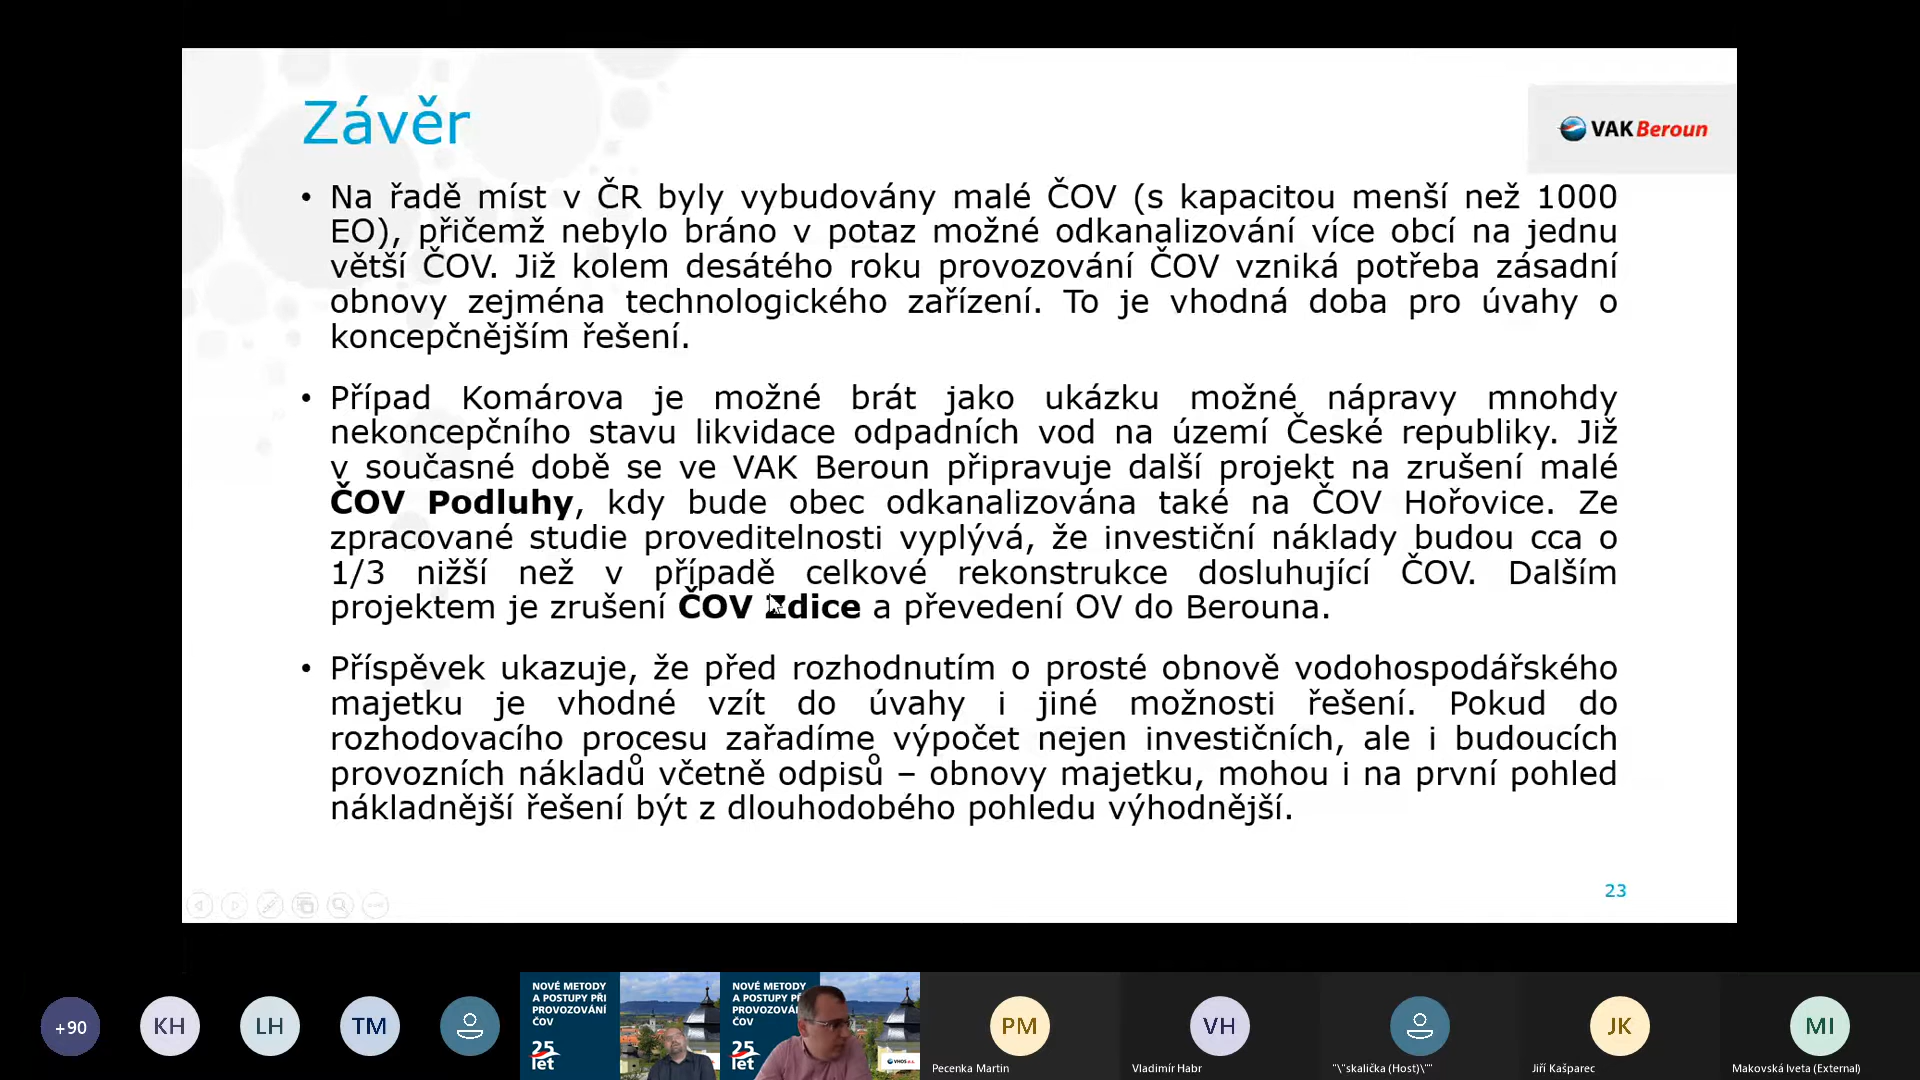 Závěr
VAK Beroun
• Na řadě míst v ČR byly vybudovány malé ČOV (s kapacitou menší než 1000
EO), přičemž nebylo bráno v potaz možné odkanalizování více obcí na jednu
větší ČOV. Již kolem desátého roku provozování ČOV vzniká potřeba zásadní
obnovy zejména technologického zařízení. To je vhodná doba pro úvahy o
koncepčnějším řešení.
• Případ Komárova je možné brát jako ukázku možné nápravy mnohdy
nekoncepčního stavu likvidace odpadních vod na území České republiky. Již
v současné době se ve VAK Beroun připravuje další projekt na zrušení malé
ČOV Podluhy, kdy bude obec odkanalizována také na ČOV Hořovice. Ze
zpracované studie proveditelnosti vyplývá, že investiční náklady budou cca o
1/3 nižší než v případě celkové rekonstrukce dosluhující ČOV. Dalším
projektem je zrušení ČOV Zdice a převedení OV do Berouna.
• Příspěvek ukazuje, že před rozhodnutím o prosté obnově vodohospodářského
majetku je vhodné vzít do úvahy i jiné možnosti řešení. Pokud do
rozhodovacího procesu zařadíme výpočet nejen investičních, ale i budoucích
provozních nákladů včetně odpisů – obnovy majetku, mohou i na první pohled
nákladnější řešení být z dlouhodobého pohledu výhodnější.
23
+90
KH
LH
TM
NOVÉ METODY
A POSTUPY PŘI
PROVOZOVÁNÍ
ČOV
25
let
NOVÉ METODY
A POSTUPY PŘ
PROVOZOVÁN
ČOV
25
let
VHOS a.s.
PM
Pecenka Martin
VH
Vladimír Habr
"\"skalička (Host)\""
JK
Jiří Kašparec
MI
Makovská Iveta (External)